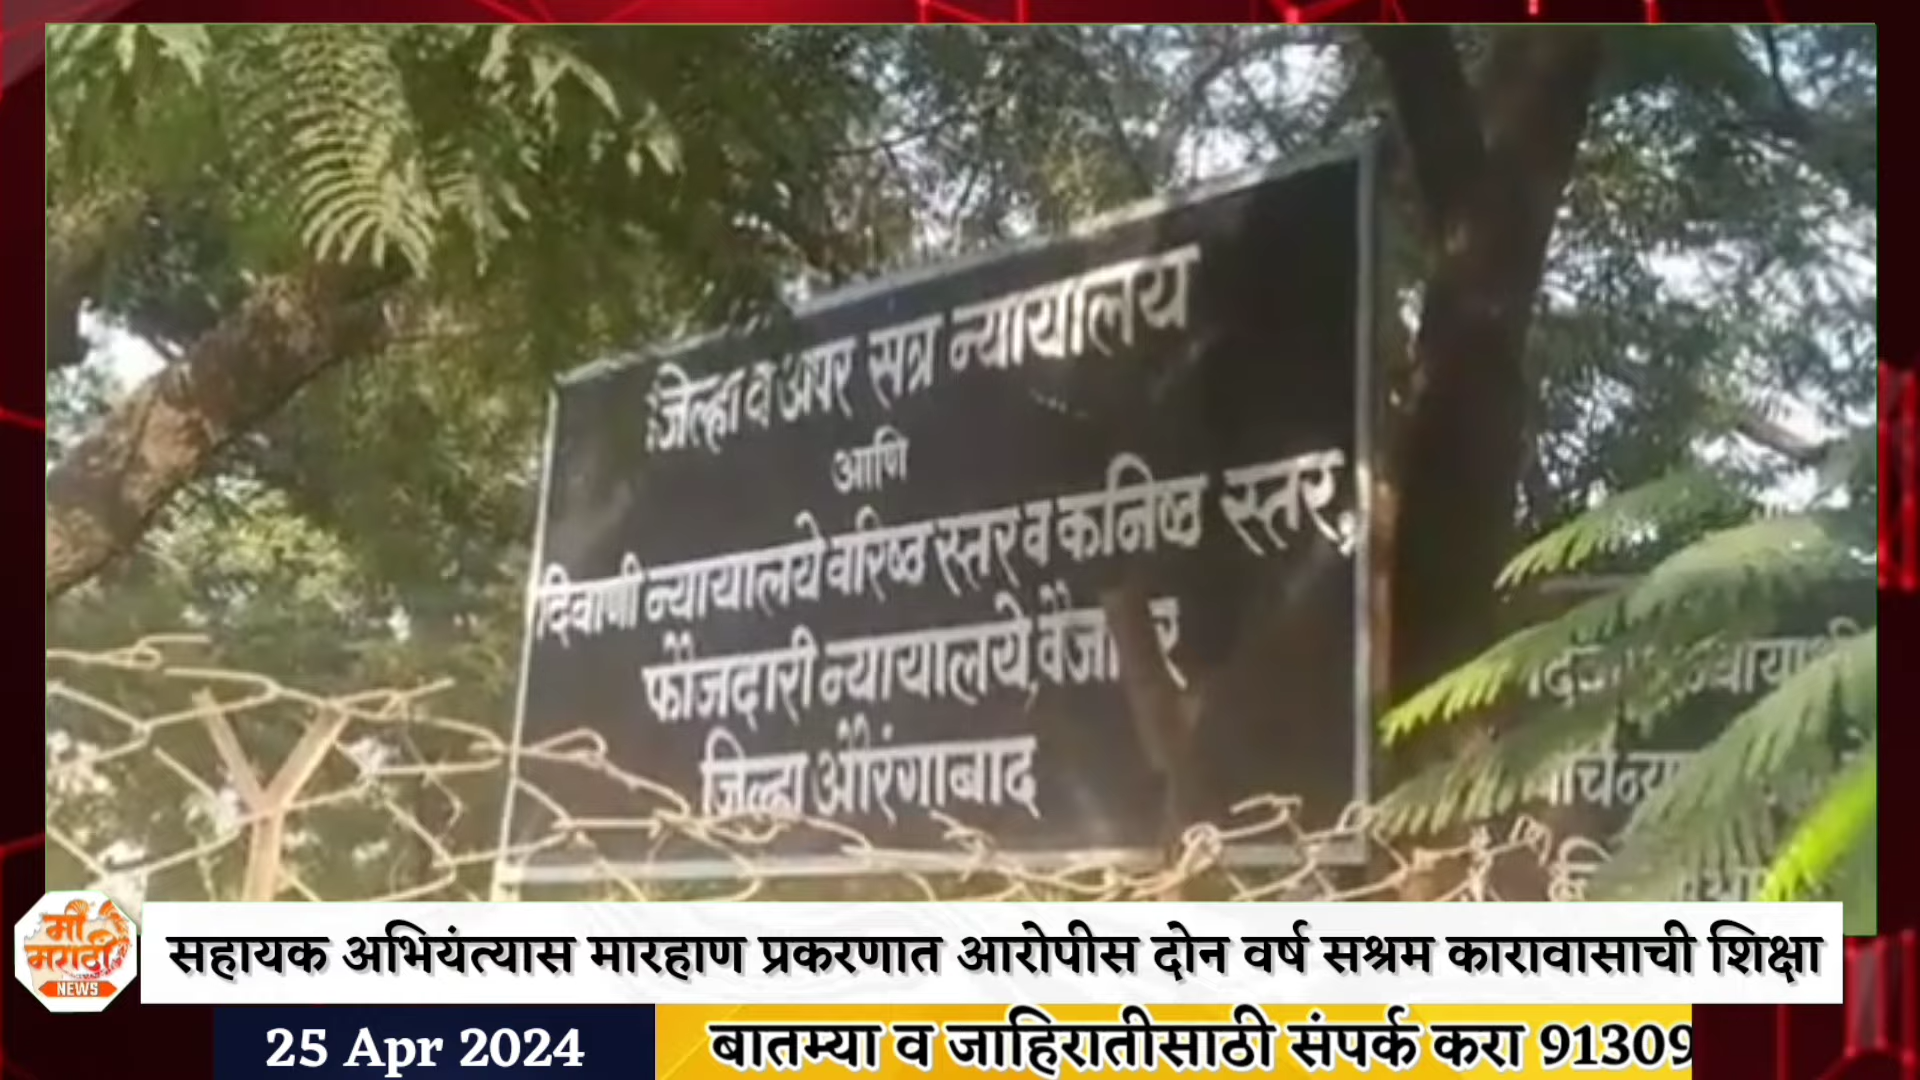 जिल्हा व अपर सत्र न्यायालय
आणि
दिवाणी न्यायालये वरिष्ठ स्तर व कनिष्ठ स्तर,
फौजदारी न्यायालये,
जिल्हा औरंगाबाद
मी
मराठी
NEWS
सहायक अभियंत्यास मारहाण प्रकरणात आरोपीस दोन वर्ष सश्रम कारावासाची शिक्षा
25 Apr 2024
बातम्या व जाहिरातीसाठी संपर्क करा 91309